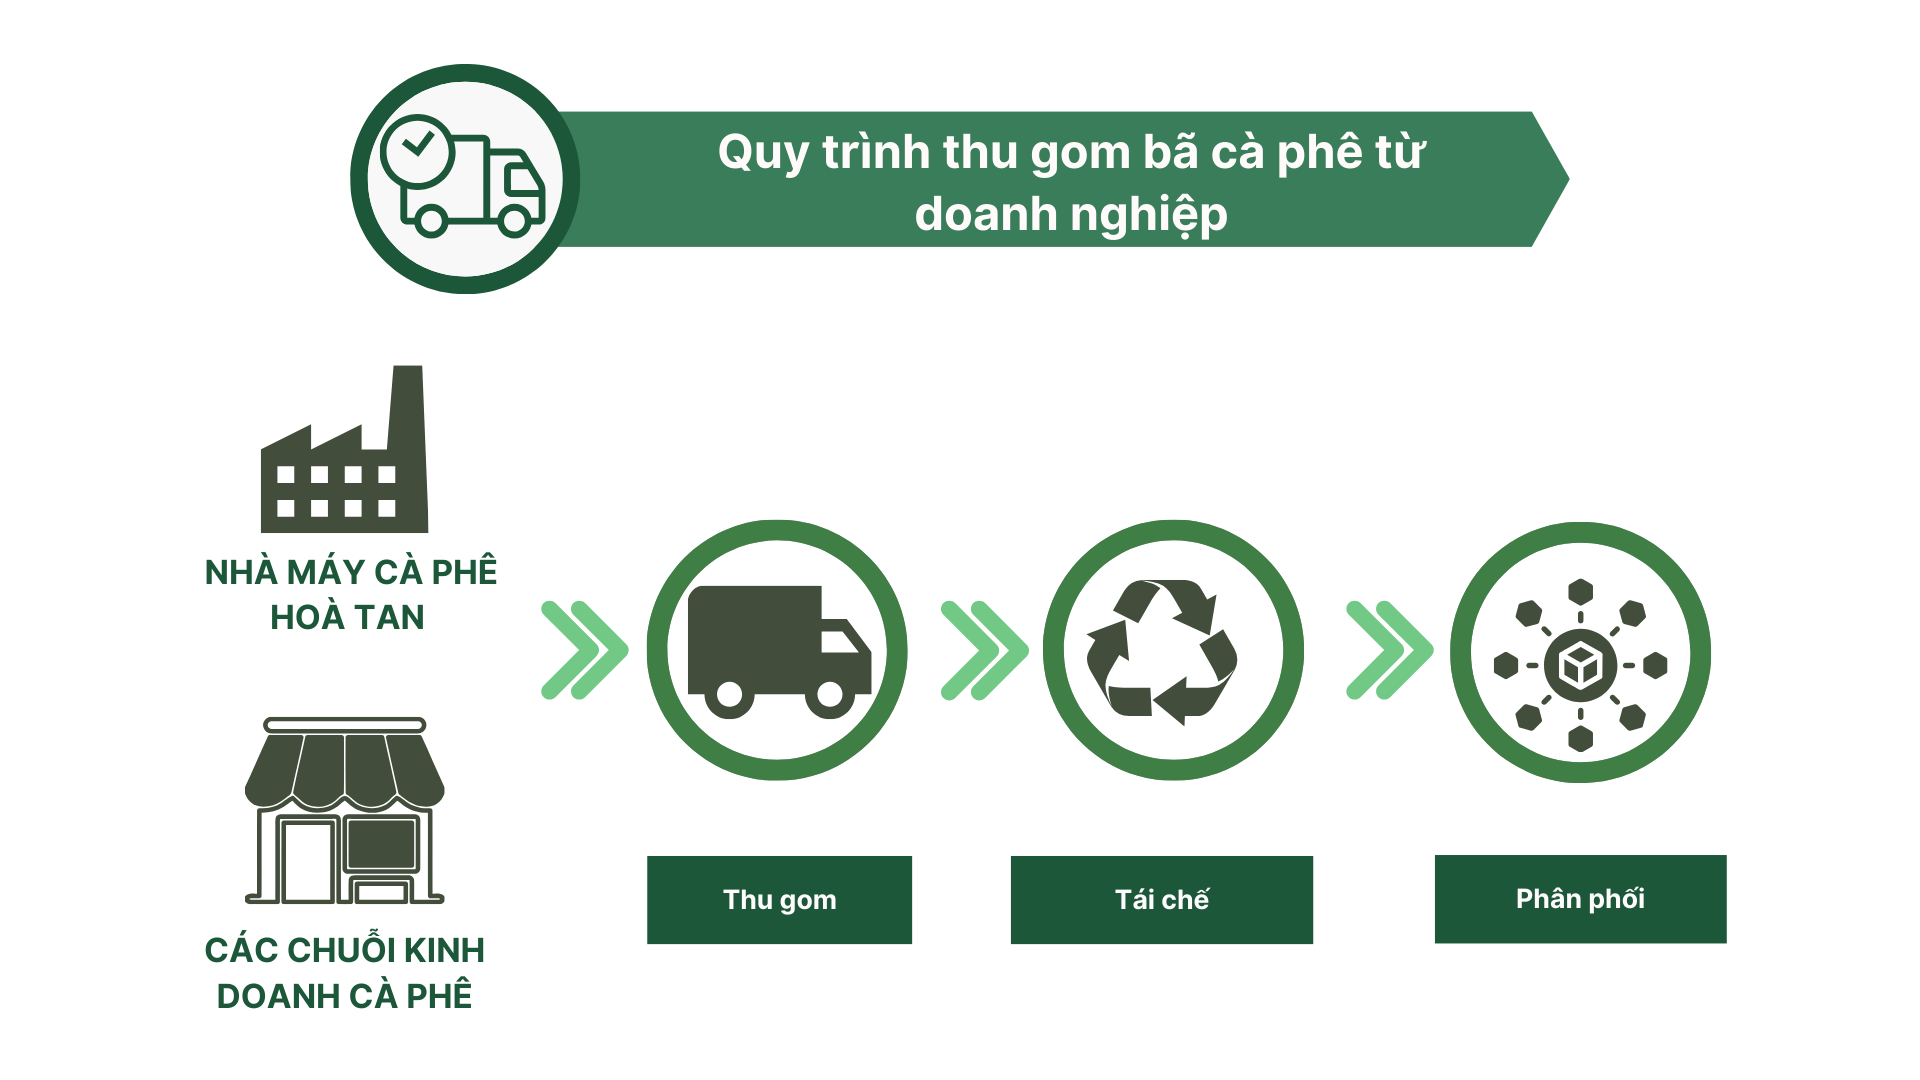 Quy trình thu gom bã cà phê từ
doanh nghiệp
NHÀ MÁY CÀ PHÊ
HOÀ TAN
CÁC CHUỖI KINH
DOANH CÀ PHÊ
Thu gom
Tái chế
Phân phối